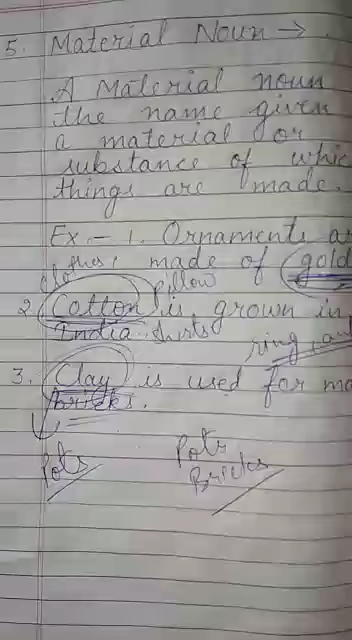 5. Material Noun →
A Material noun
the name given
a material or
substance of whic
things are made.
Ex - 1. Ornaments a
made of gold
clothes pillow
2. Cotton is grown in
India. shirts
ring
3. Clay is used for ma
bricks.
Pots
Pots
Bricks